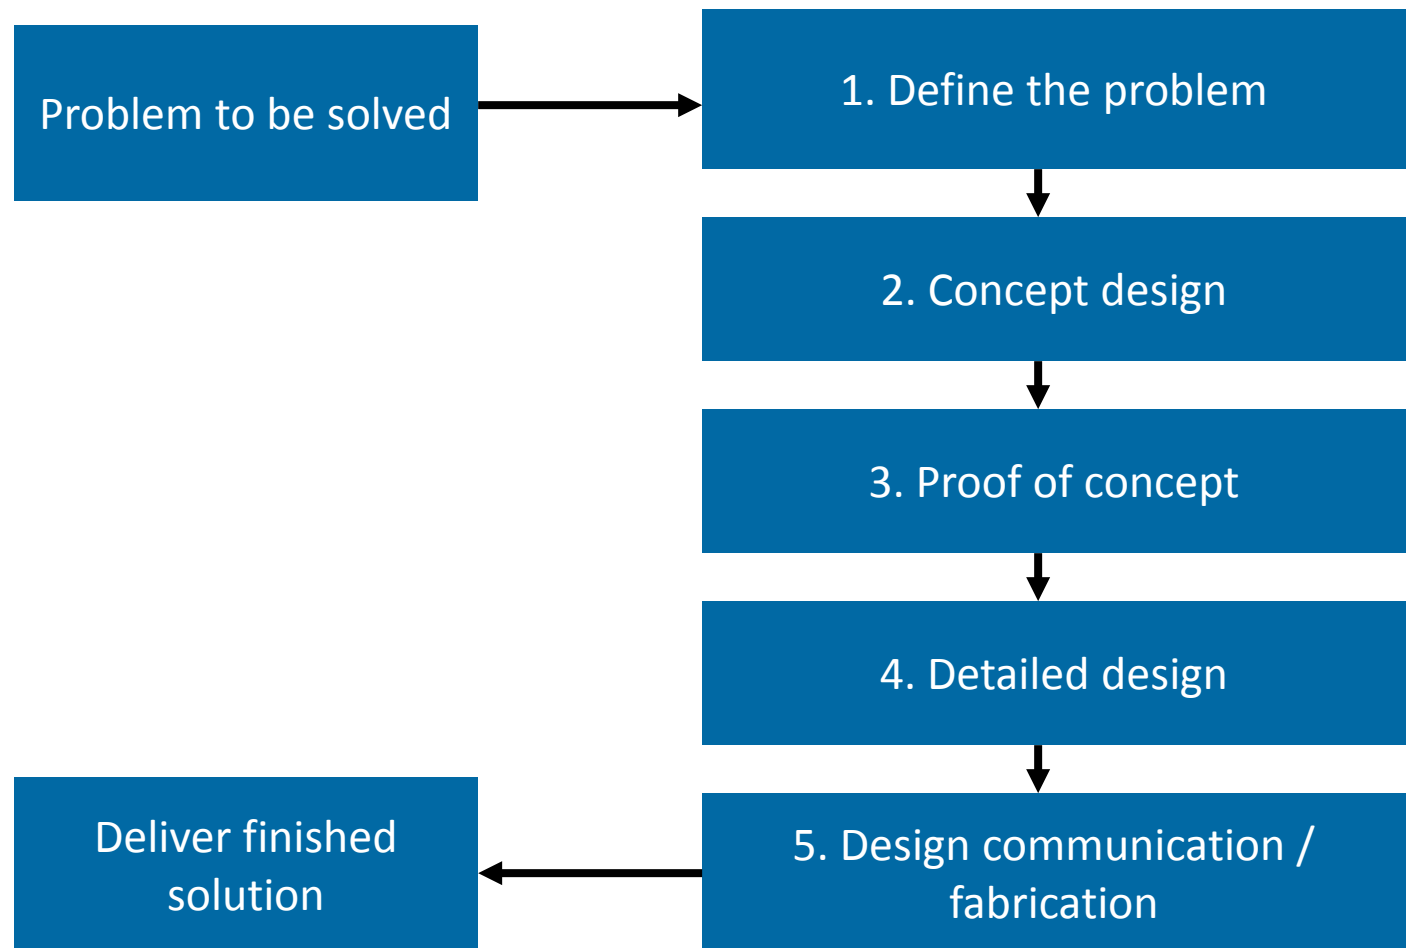 Problem to be solved
1. Define the problem
2. Concept design
3. Proof of concept
4. Detailed design
5. Design communication /
fabrication
Deliver finished
solution